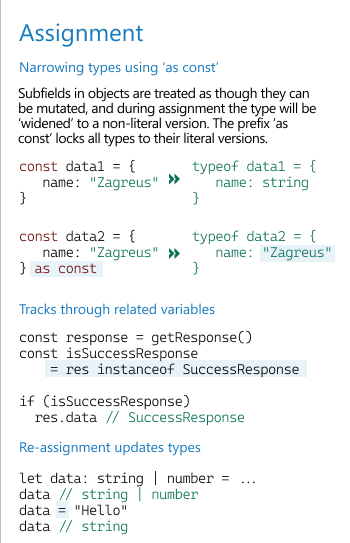 Assignment
Narrowing types using ‘as const’
Subfields in objects are treated as though they can
be mutated, and during assignment the type will be
‘widened’ to a non-literal version. The prefix ‘as
const’ locks all types to their literal versions.
const data1 = {
name: "Zagreus"
}
»
typeof data1 = {
name: string
}
const data2 = {
name: "Zagreus"
} as const
»
typeof data2 = {
name: "Zagreus"
}
Tracks through related variables
const response = getResponse()
const isSuccessResponse
= res instanceof SuccessResponse
if (isSuccessResponse)
res.data // SuccessResponse
Re-assignment updates types
let data: string | number = ...
data // string | number
data = "Hello"
data // string